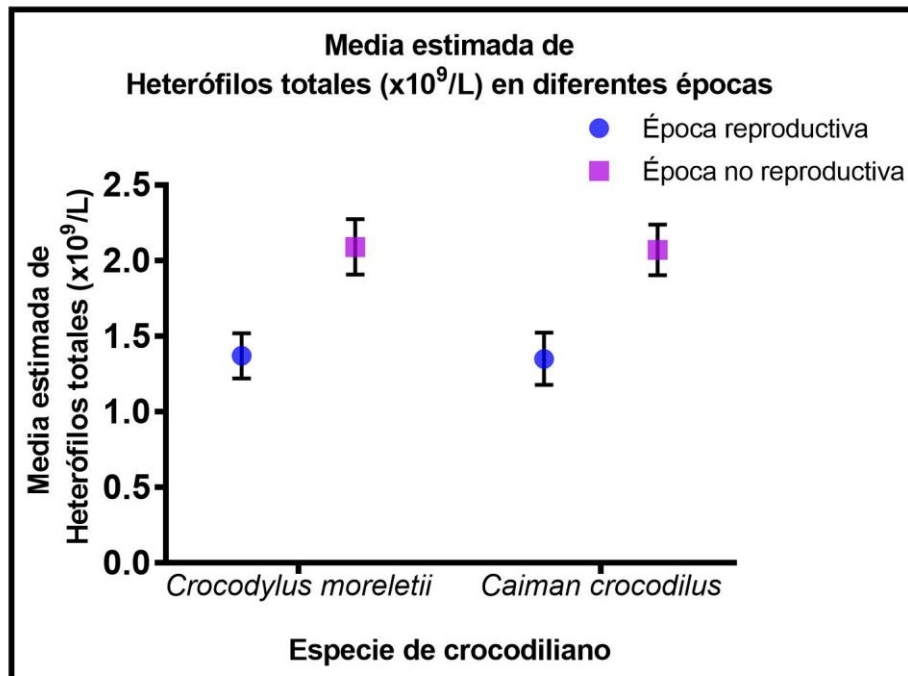 Media estimada de
Heterófilos totales (x10⁹/L) en diferentes épocas
Época reproductiva
Época no reproductiva
Media estimada de
Heterófilos totales (x10⁹/L)
2.5
2.0
1.5
1.0
0.5
0.0
Crocodylus moreletii Caiman crocodilus
Especie de crocodiliano